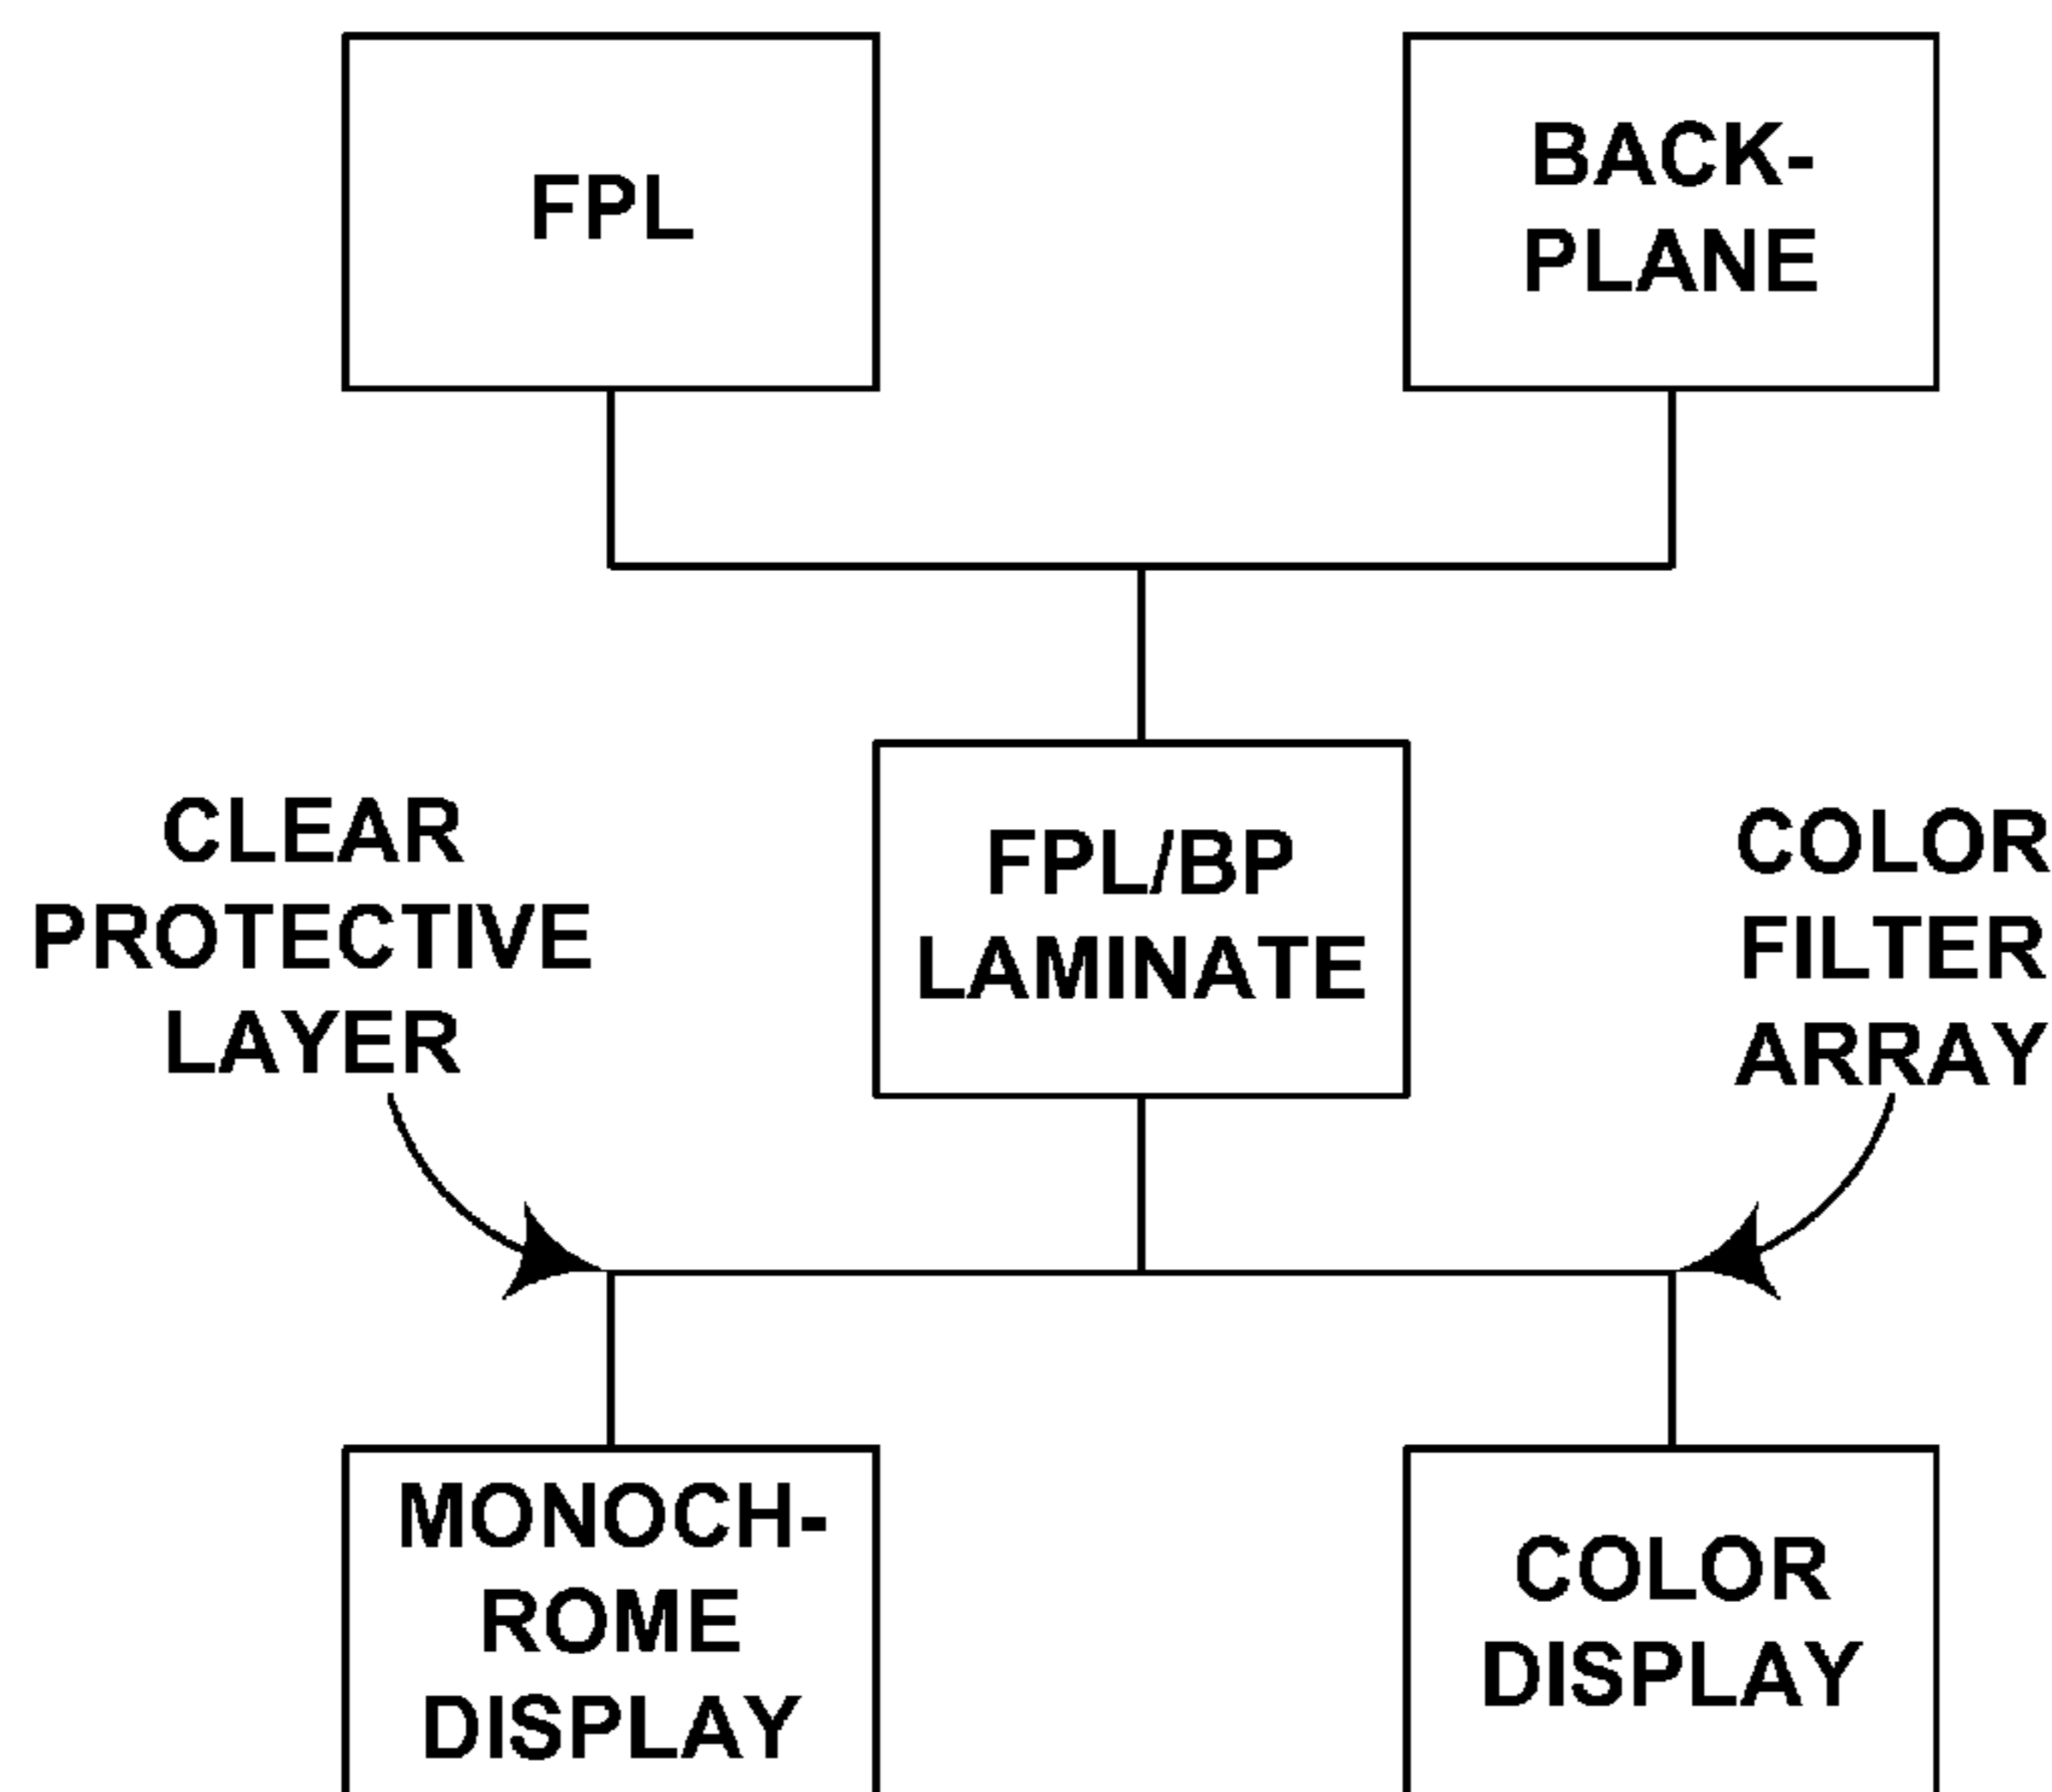 FPL
BACK-
PLANE
FPL/BP
LAMINATE
CLEAR
PROTECTIVE
LAYER
COLOR
FILTER
ARRAY
MONOCH-
ROME
DISPLAY
COLOR
DISPLAY